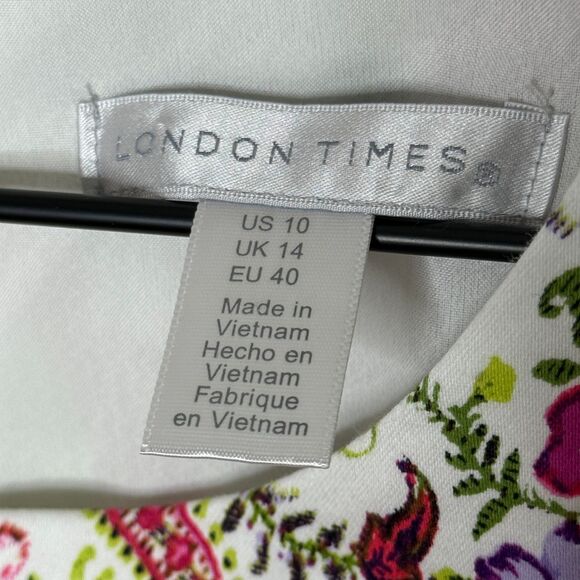 LONDON TIMES®
US 10
UK 14
EU 40
Made in
Vietnam
Hecho en
Vietnam
Fabrique
en Vietnam